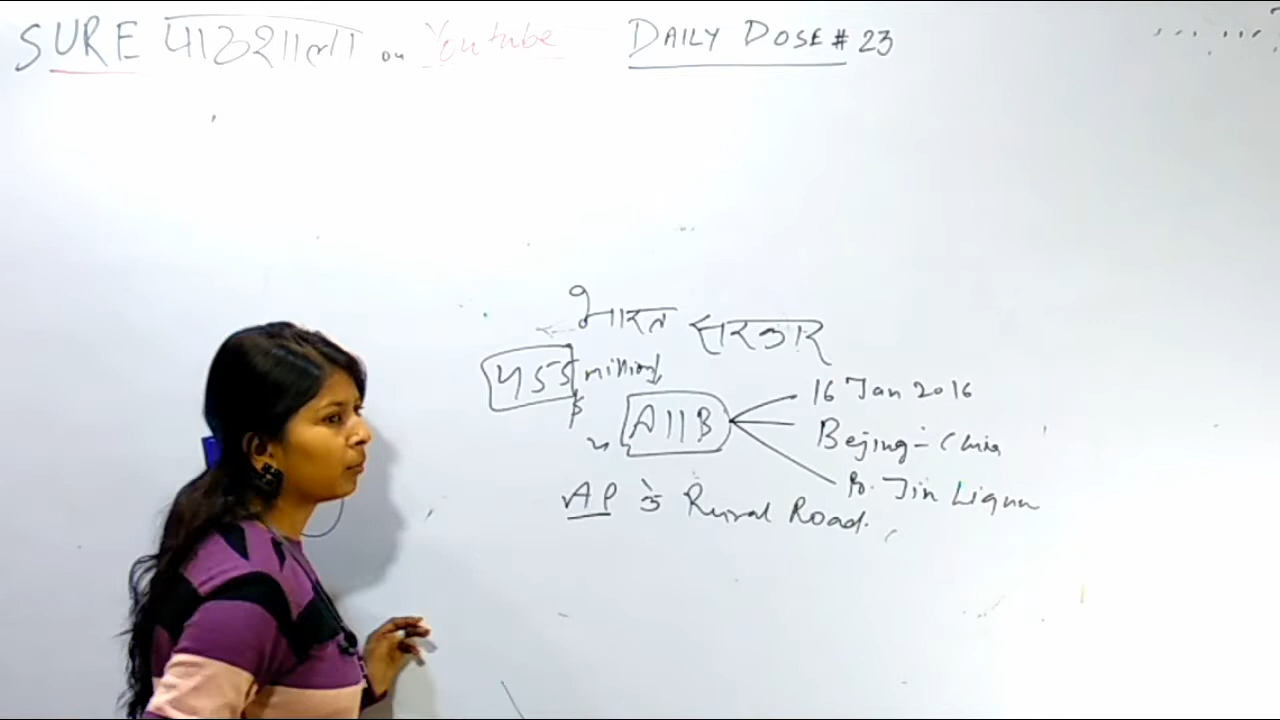 SURE पाठशाला on Youtube DAILY DOSE # 23
भारत सरकार
455 million
$
AIIB
16 Jan 2016
Bejing - China
P. Jin Liqun
AP के Rural Road.